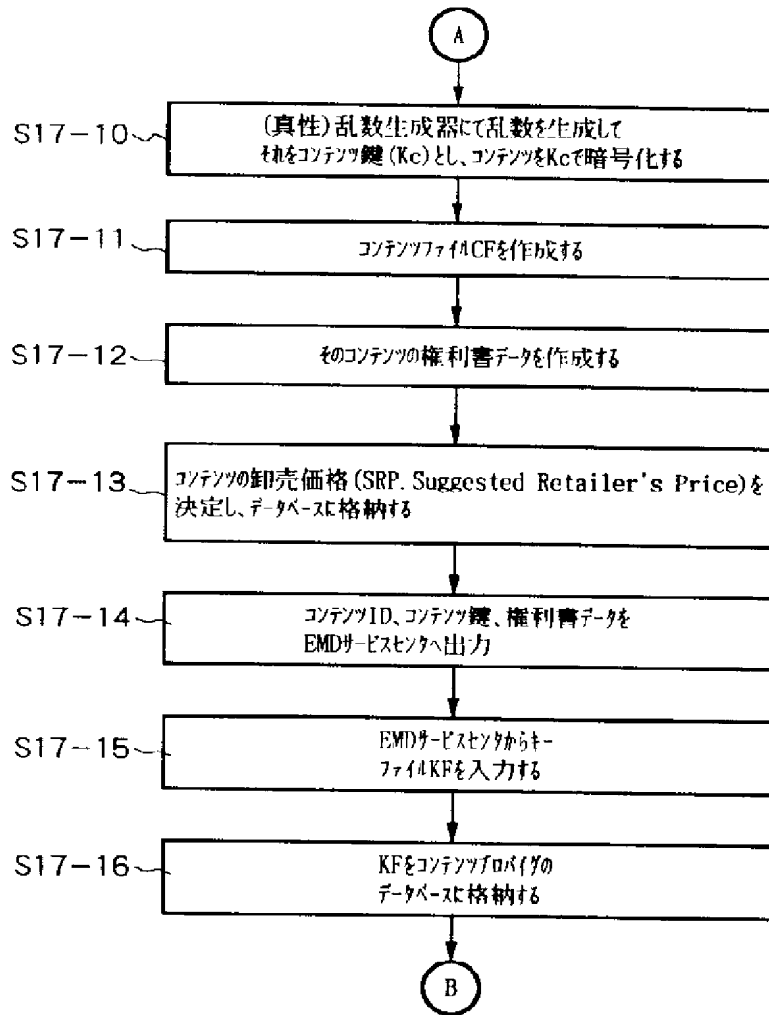 A
S17-10
(真性)乱数生成器にて乱数を生成して
それをコンテンツ鍵(Kc)とし、コンテンツをKcで暗号化する
S17-11
コンテンツファイルCFを作成する
S17-12
そのコンテンツの権利書データを作成する
S17-13
コンテンツの卸売価格(SRP.Suggested Retailer's Price)を
決定し、データベースに格納する
S17-14
コンテンツID、コンテンツ鍵、権利書データを
EMDサービスセンタへ出力
S17-15
EMDサービスセンタからキー
ファイルKFを入力する
S17-16
KFをコンテンツプロバイダの
データベースに格納する
B